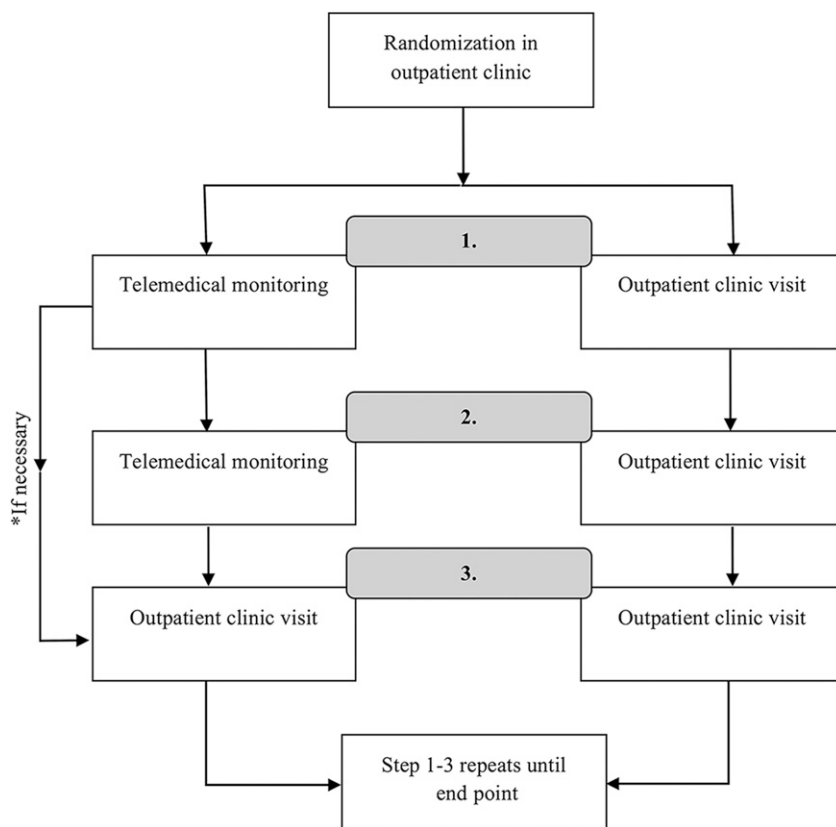 Randomization in
outpatient clinic
1.
Telemedical monitoring
Outpatient clinic visit
*If necessary
2.
Telemedical monitoring
Outpatient clinic visit
3.
Outpatient clinic visit
Outpatient clinic visit
Step 1-3 repeats until
end point